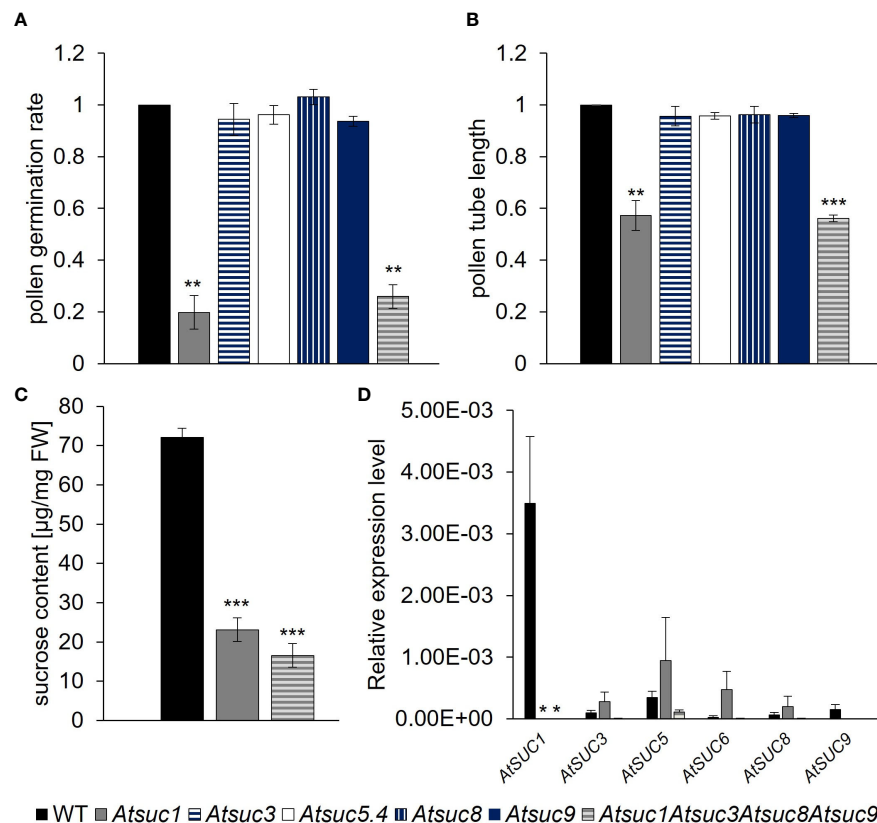 A
pollen germination rate
1.2
1
0.8
0.6
0.4
0.2
0
**
**
B
pollen tube length
1.2
1
0.8
0.6
0.4
0.2
0
**
***
C
sucrose content [µg/mg FW]
80
70
60
50
40
30
20
10
0
***
***
D
Relative expression level
5.00E-03
4.00E-03
3.00E-03
2.00E-03
1.00E-03
0.00E+00
* *
AtSUC1
AtSUC3
AtSUC5
AtSUC6
AtSUC8
AtSUC9
WT Atsuc1 Atsuc3 Atsuc5.4 Atsuc8 Atsuc9 Atsuc1Atsuc3Atsuc8Atsuc9